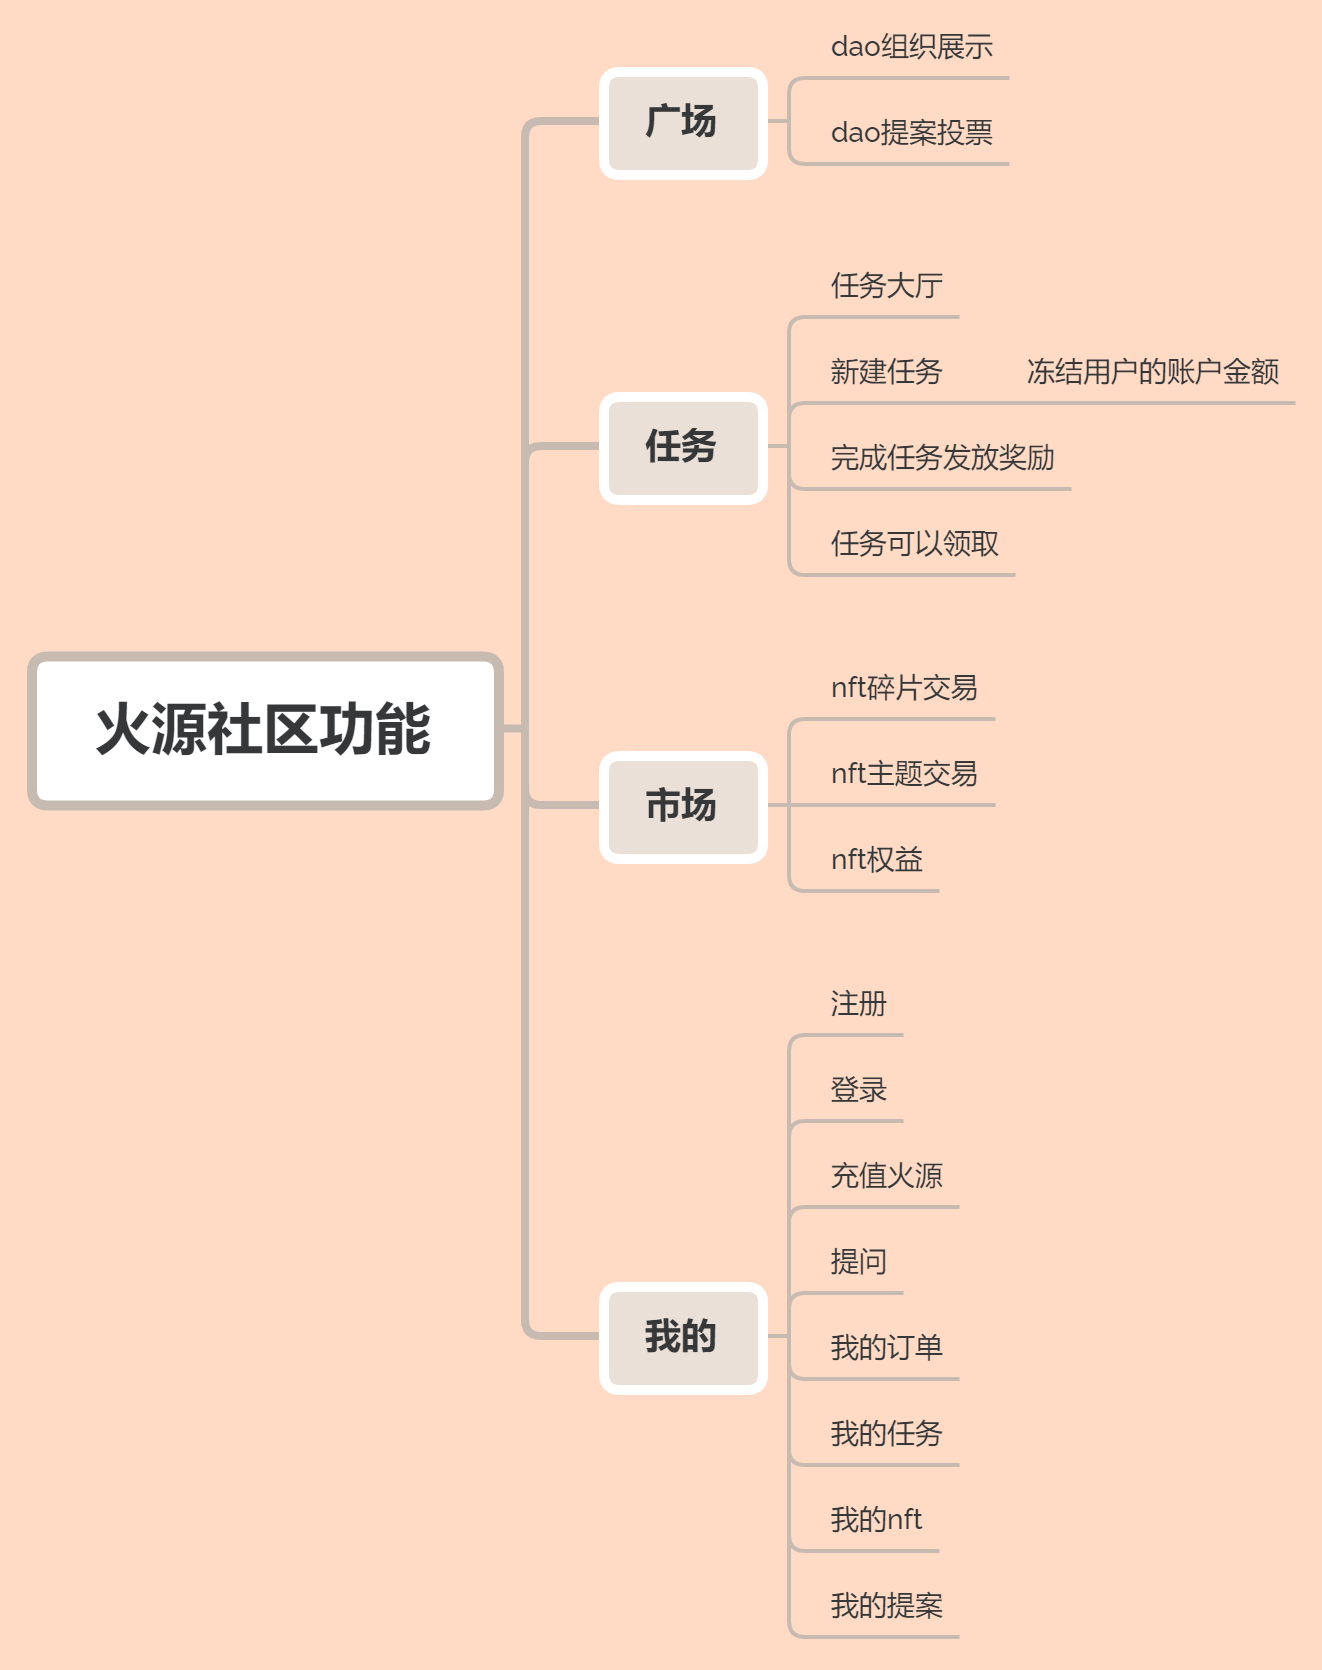 火源社区功能
广场
dao组织展示
dao提案投票
任务
任务大厅
新建任务
冻结用户的账户金额
完成任务发放奖励
任务可以领取
市场
nft碎片交易
nft主题交易
nft权益
我的
注册
登录
充值火源
提问
我的订单
我的任务
我的nft
我的提案